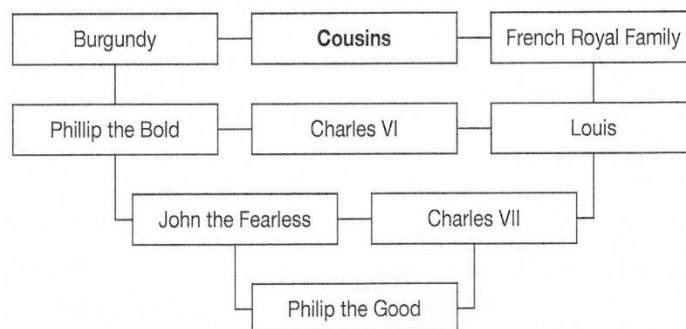 Burgundy
Cousins
French Royal Family
Phillip the Bold
Charles VI
Louis
John the Fearless
Charles VII
Philip the Good